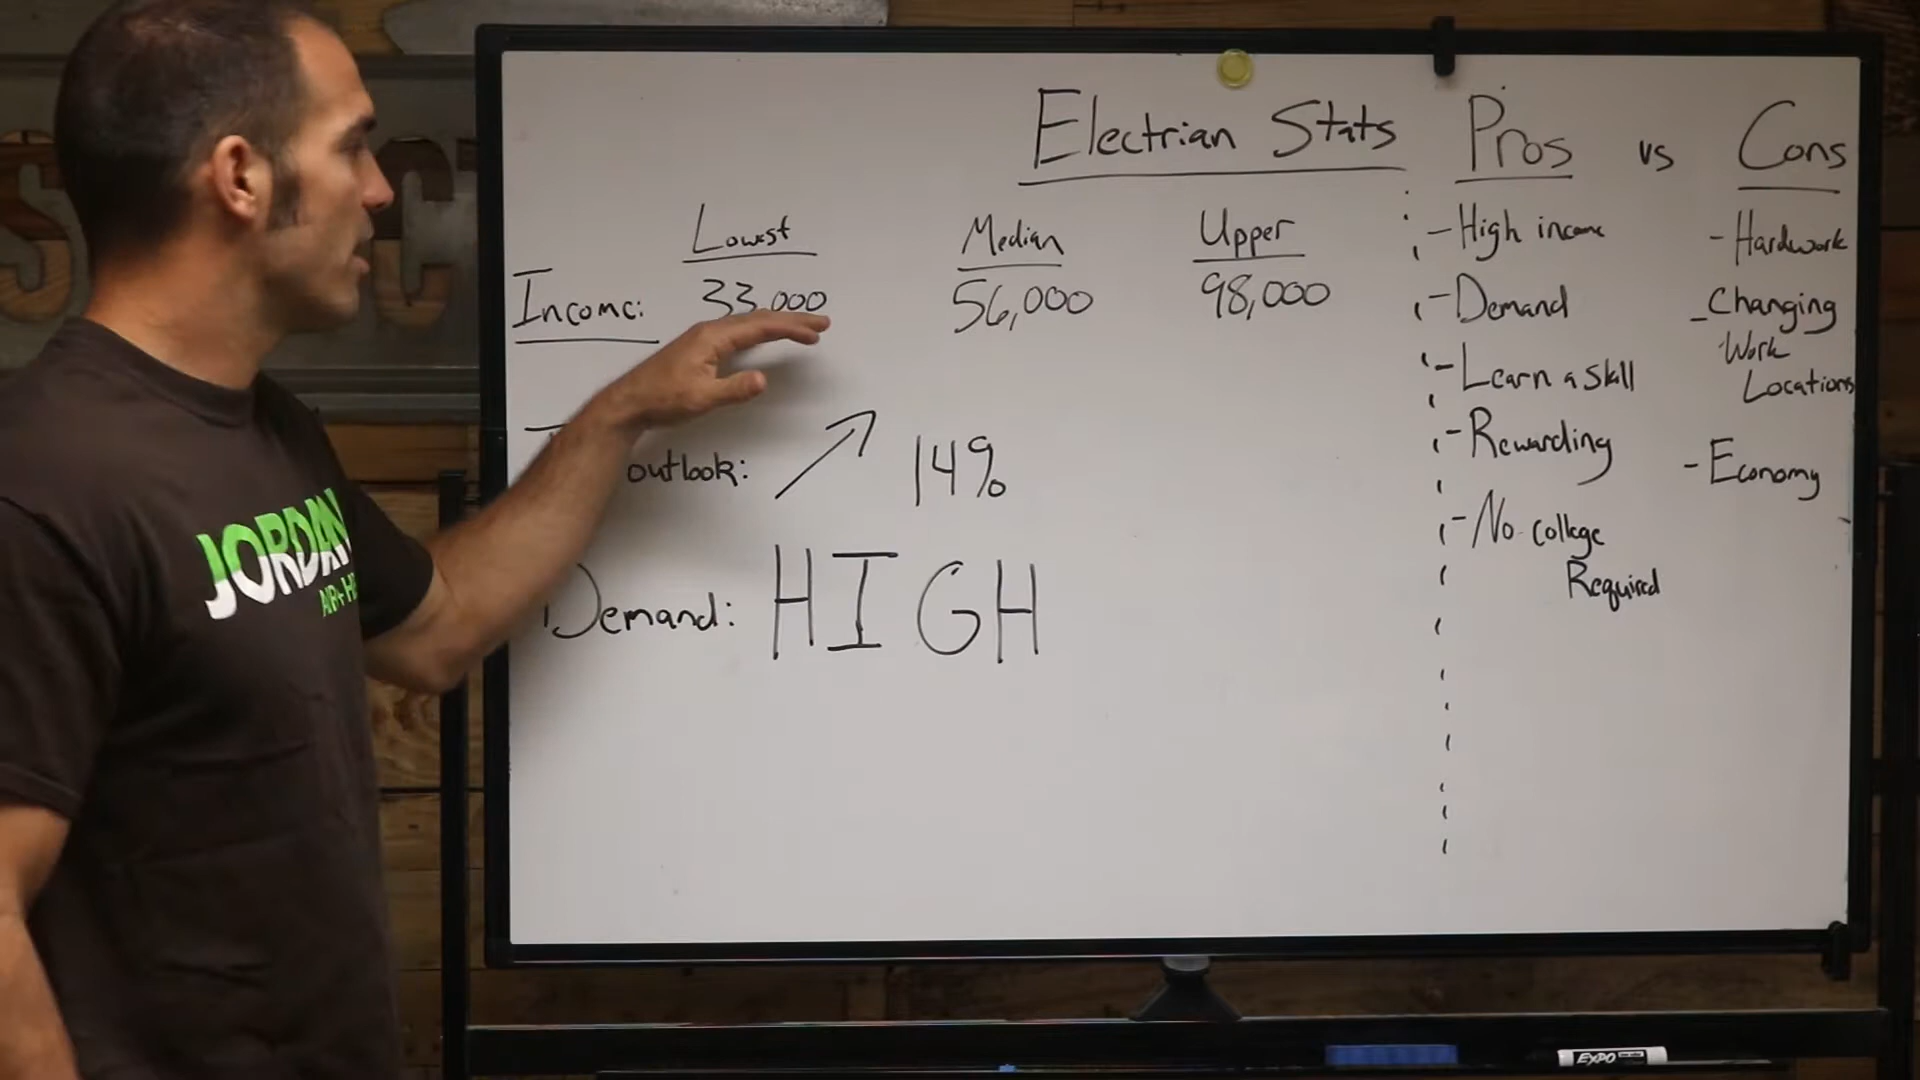 Electrian Stats
Lowest Median Upper
Income: 33,000 56,000 98,000
outlook: 14%
Demand: HIGH
Pros vs Cons
- High income
- Demand
- Learn a skill
- Rewarding
- No college
Required
- Hardwork
- Changing
Work
Locations
- Economy
JORDAN
AIR + H
EXPO